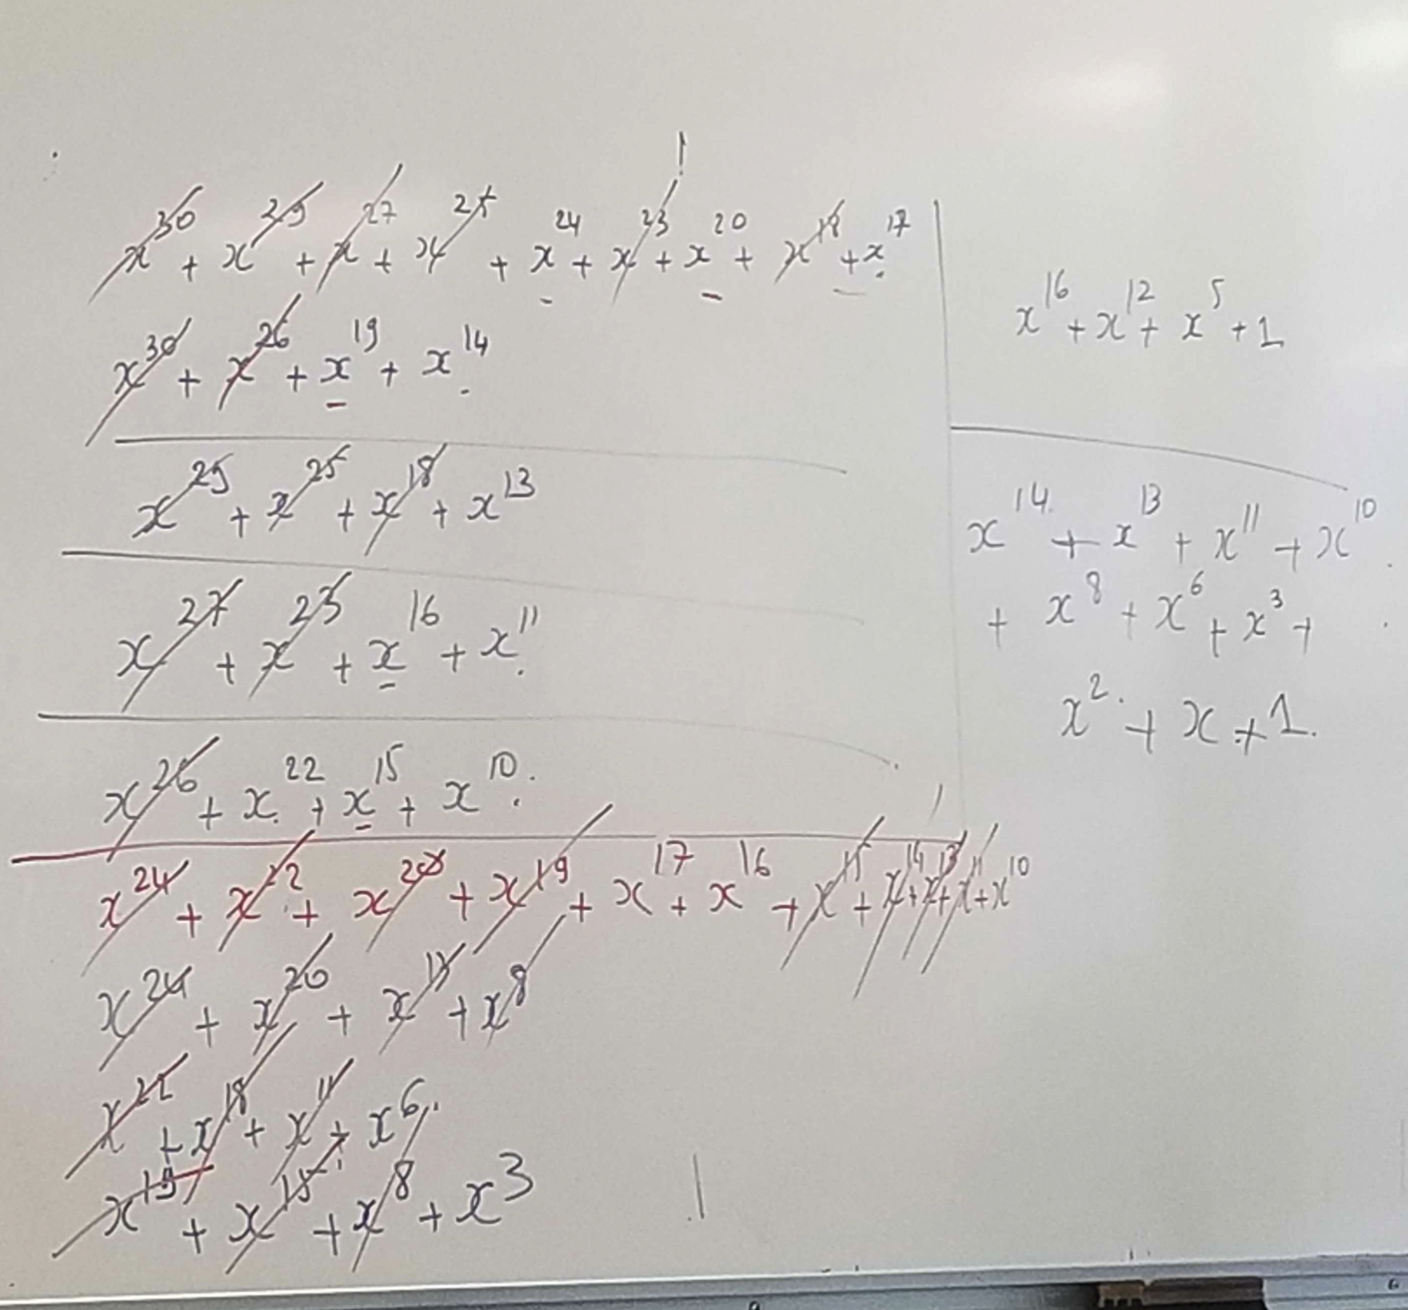 x^30 + x^29 + x^27 + x^25 + x^24 + x^23 + x^20 + x^18 + x^17
x^30 + x^26 + x^19 + x^14
x^29 + x^25 + x^18 + x^13
x^27 + x^23 + x^16 + x^11
x^26 + x^22 + x^15 + x^10
x^24 + x^22 + x^20 + x^19 + x^17 + x^16 + x^15 + x^14 + x^13 + x^11 + x^10
x^24 + x^20 + x^13 + x^8
x^22 + x^18 + x^11 + x^6
x^19 + x^15 + x^8 + x^3
x^16 + x^12 + x^5 + 1
x^14 + x^13 + x^11 + x^10
+ x^8 + x^6 + x^3 +
x^2 + x + 1